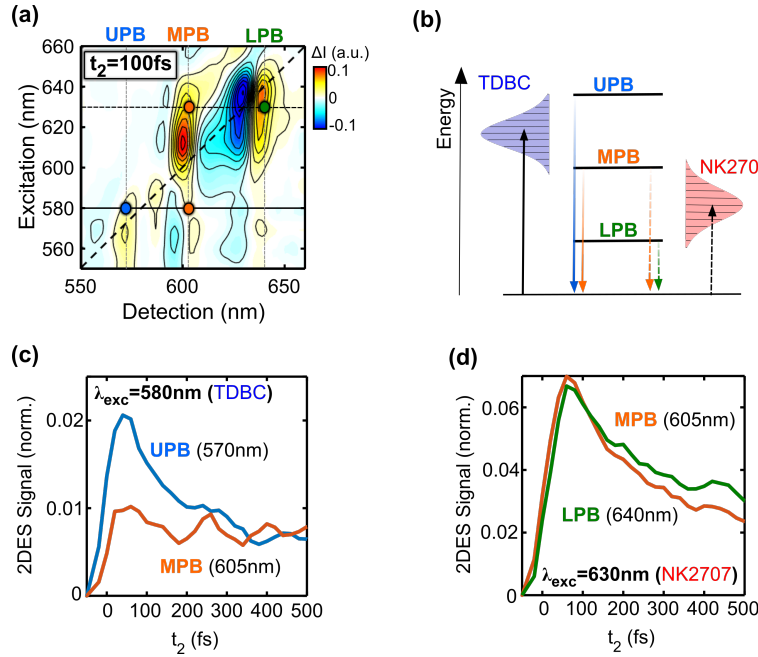 (a)
UPB MPB LPB
t2=100fs
ΔI (a.u.)
0.1
0
-0.1
Excitation (nm)
660
640
620
600
580
560
550 600 650
Detection (nm)
(b)
Energy
TDBC
UPB
MPB
NK270
LPB
(c)
λexc=580nm (TDBC)
UPB (570nm)
MPB
(605nm)
2DES Signal (norm.)
0.02
0.01
0
0 100 200 300 400 500
t2 (fs)
(d)
MPB (605nm)
LPB (640nm)
λexc=630nm (NK2707)
2DES Signal (norm.)
0.06
0.04
0.02
0
0 100 200 300 400 500
t2 (fs)